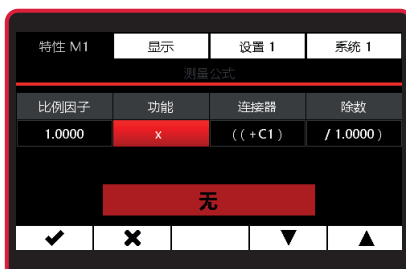 特性 M1 显示 设置 1 系统 1
测量公式
比例因子 功能 连接器 除数
1.0000 x ( ( + C1 ) / 1.0000 )
无